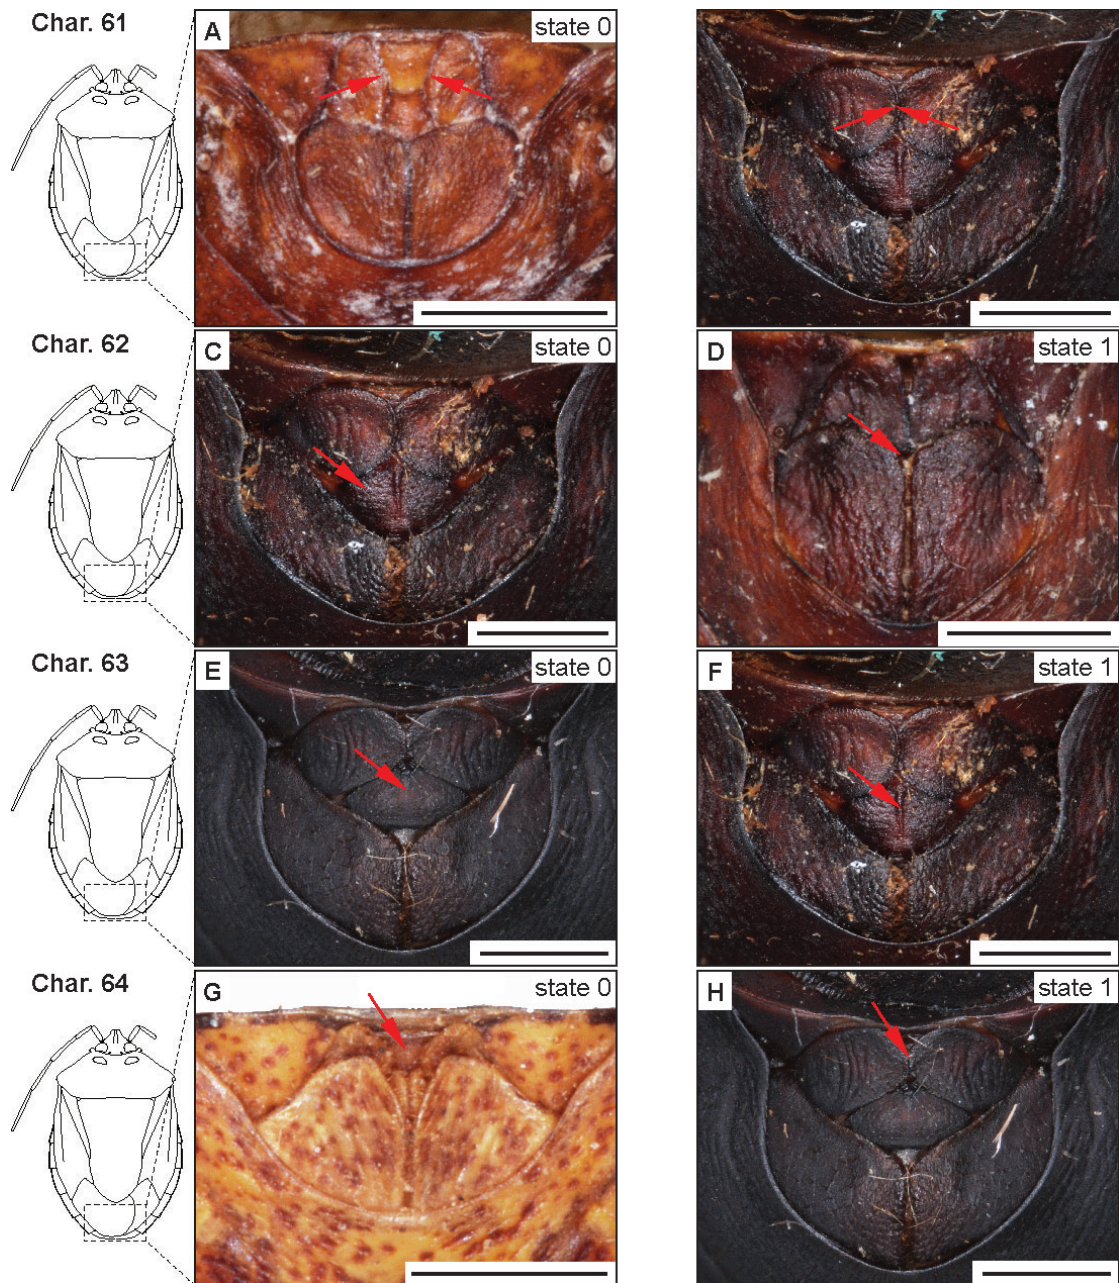 Char. 61
A
state 0
Char. 62
C
state 0
D
state 1
Char. 63
E
state 0
F
state 1
Char. 64
G
state 0
H
state 1